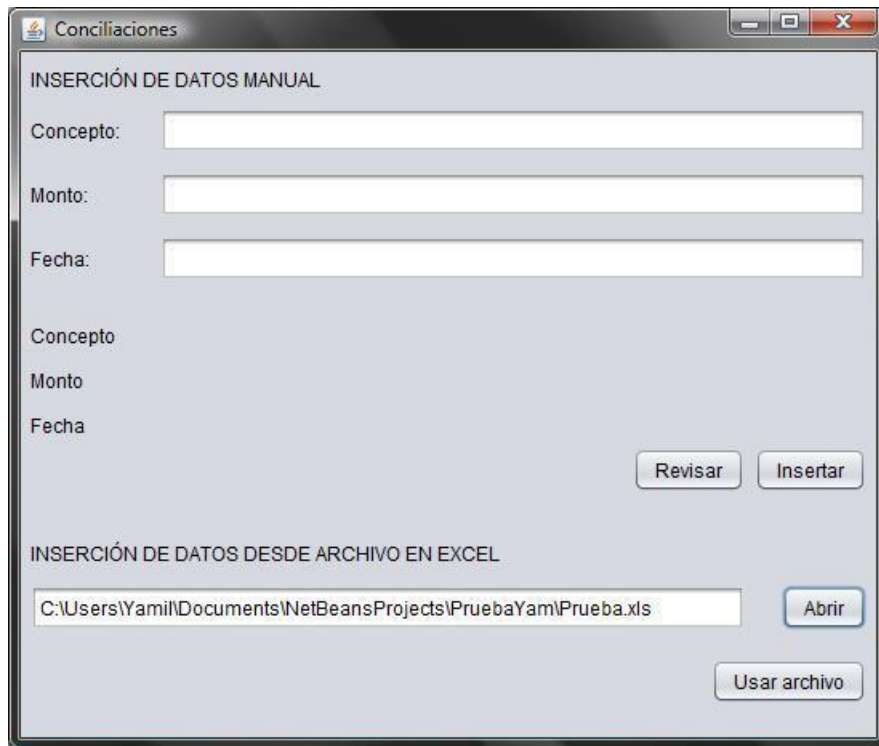 Conciliaciones
INSERCIÓN DE DATOS MANUAL
Concepto:
Monto:
Fecha:
Concepto
Monto
Fecha
Revisar Insertar
INSERCIÓN DE DATOS DESDE ARCHIVO EN EXCEL
C:\Users\Yamil\Documents\NetBeansProjects\PruebaYam\Prueba.xls Abrir
Usar archivo